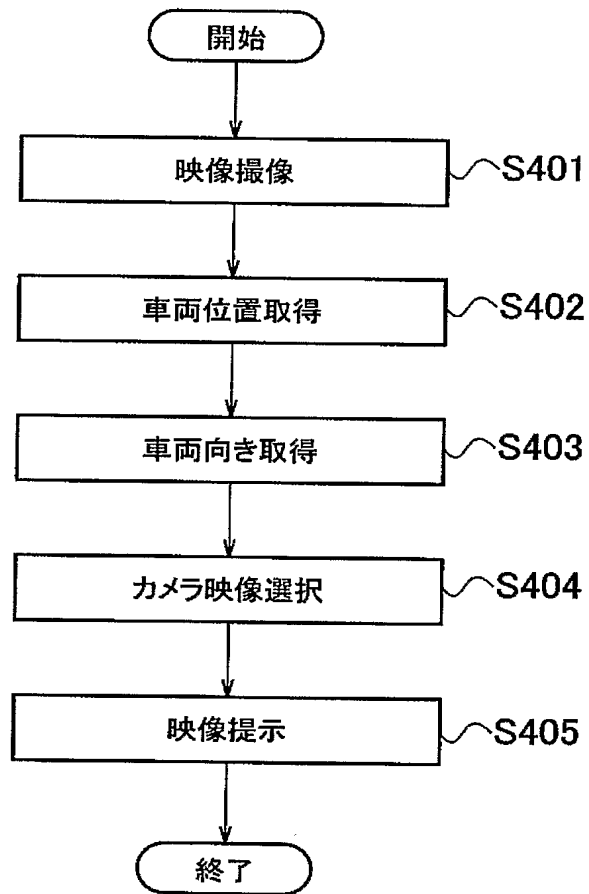 開始
映像撮像 S401
車両位置取得 S402
車両向き取得 S403
カメラ映像選択 S404
映像提示 S405
終了